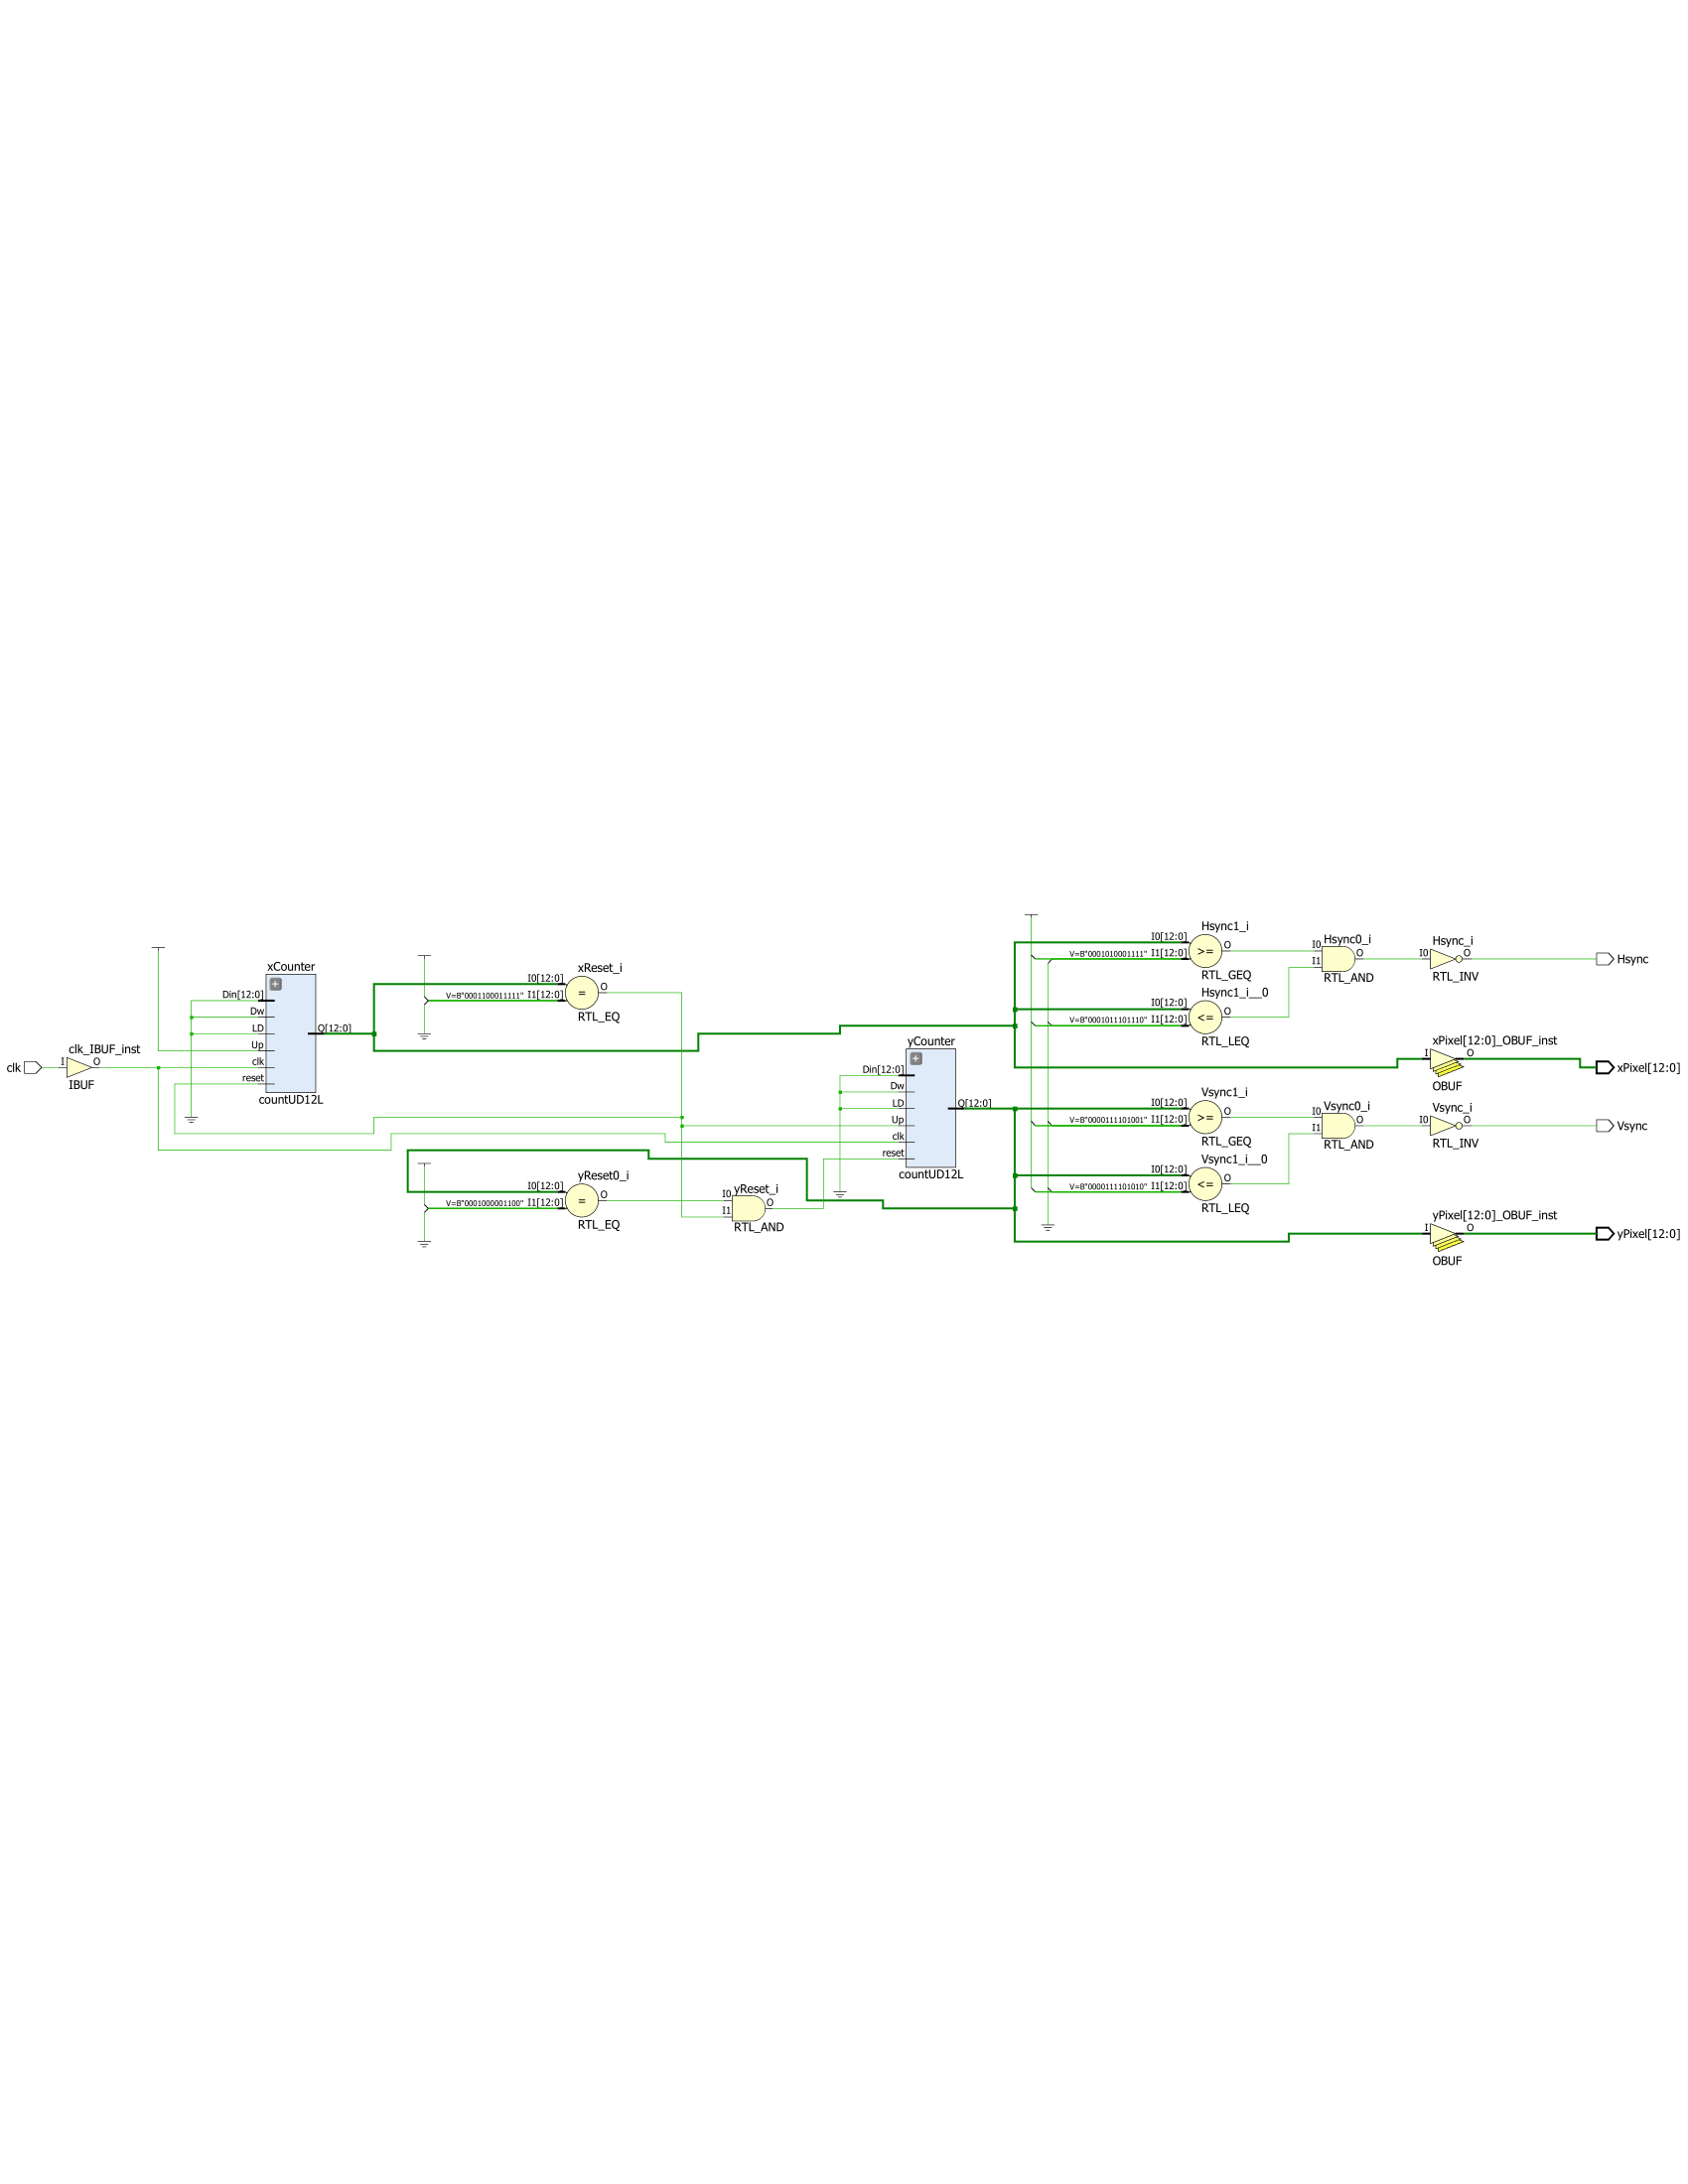 clk
I
clk_IBUF_inst
O
IBUF
xCounter
Din[12:0]
Dw
LD
Up
clk
reset
Q[12:0]
countUD12L
xReset_i
I0[12:0]
V=B"0001100011111" I1[12:0]
=
O
RTL_EQ
yReset0_i
I0[12:0]
V=B"0001000001100" I1[12:0]
=
O
RTL_EQ
yReset_i
I0
I1
O
RTL_AND
yCounter
Din[12:0]
Dw
LD
Up
clk
reset
Q[12:0]
countUD12L
Hsync1_i
I0[12:0]
V=B"0001010001111" I1[12:0]
>=
O
RTL_GEQ
Hsync1_i__0
I0[12:0]
V=B"0001011101110" I1[12:0]
<=
O
RTL_LEQ
Hsync0_i
I0
I1
O
RTL_AND
Hsync_i
I0
O
RTL_INV
Hsync
xPixel[12:0]_OBUF_inst
I
O
OBUF
xPixel[12:0]
Vsync1_i
I0[12:0]
V=B"0000111101001" I1[12:0]
>=
O
RTL_GEQ
Vsync1_i__0
I0[12:0]
V=B"0000111101010" I1[12:0]
<=
O
RTL_LEQ
Vsync0_i
I0
I1
O
RTL_AND
Vsync_i
I0
O
RTL_INV
Vsync
yPixel[12:0]_OBUF_inst
I
O
OBUF
yPixel[12:0]